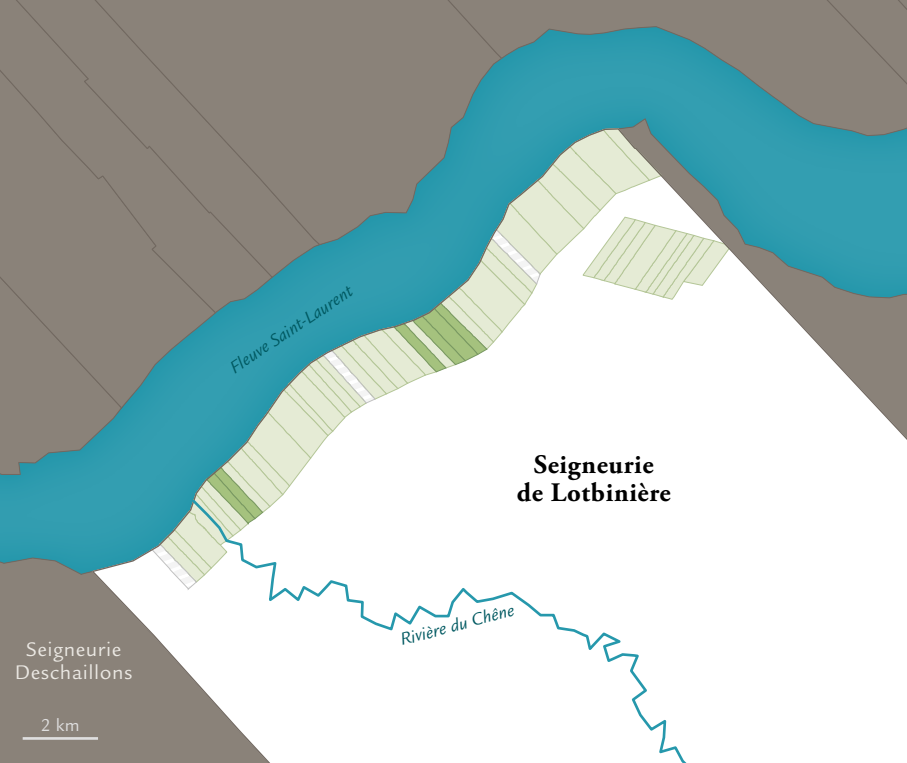 Fleuve Saint-Laurent
Seigneurie
de Lotbinière
Rivière du Chêne
Seigneurie
Deschaillons
2 km